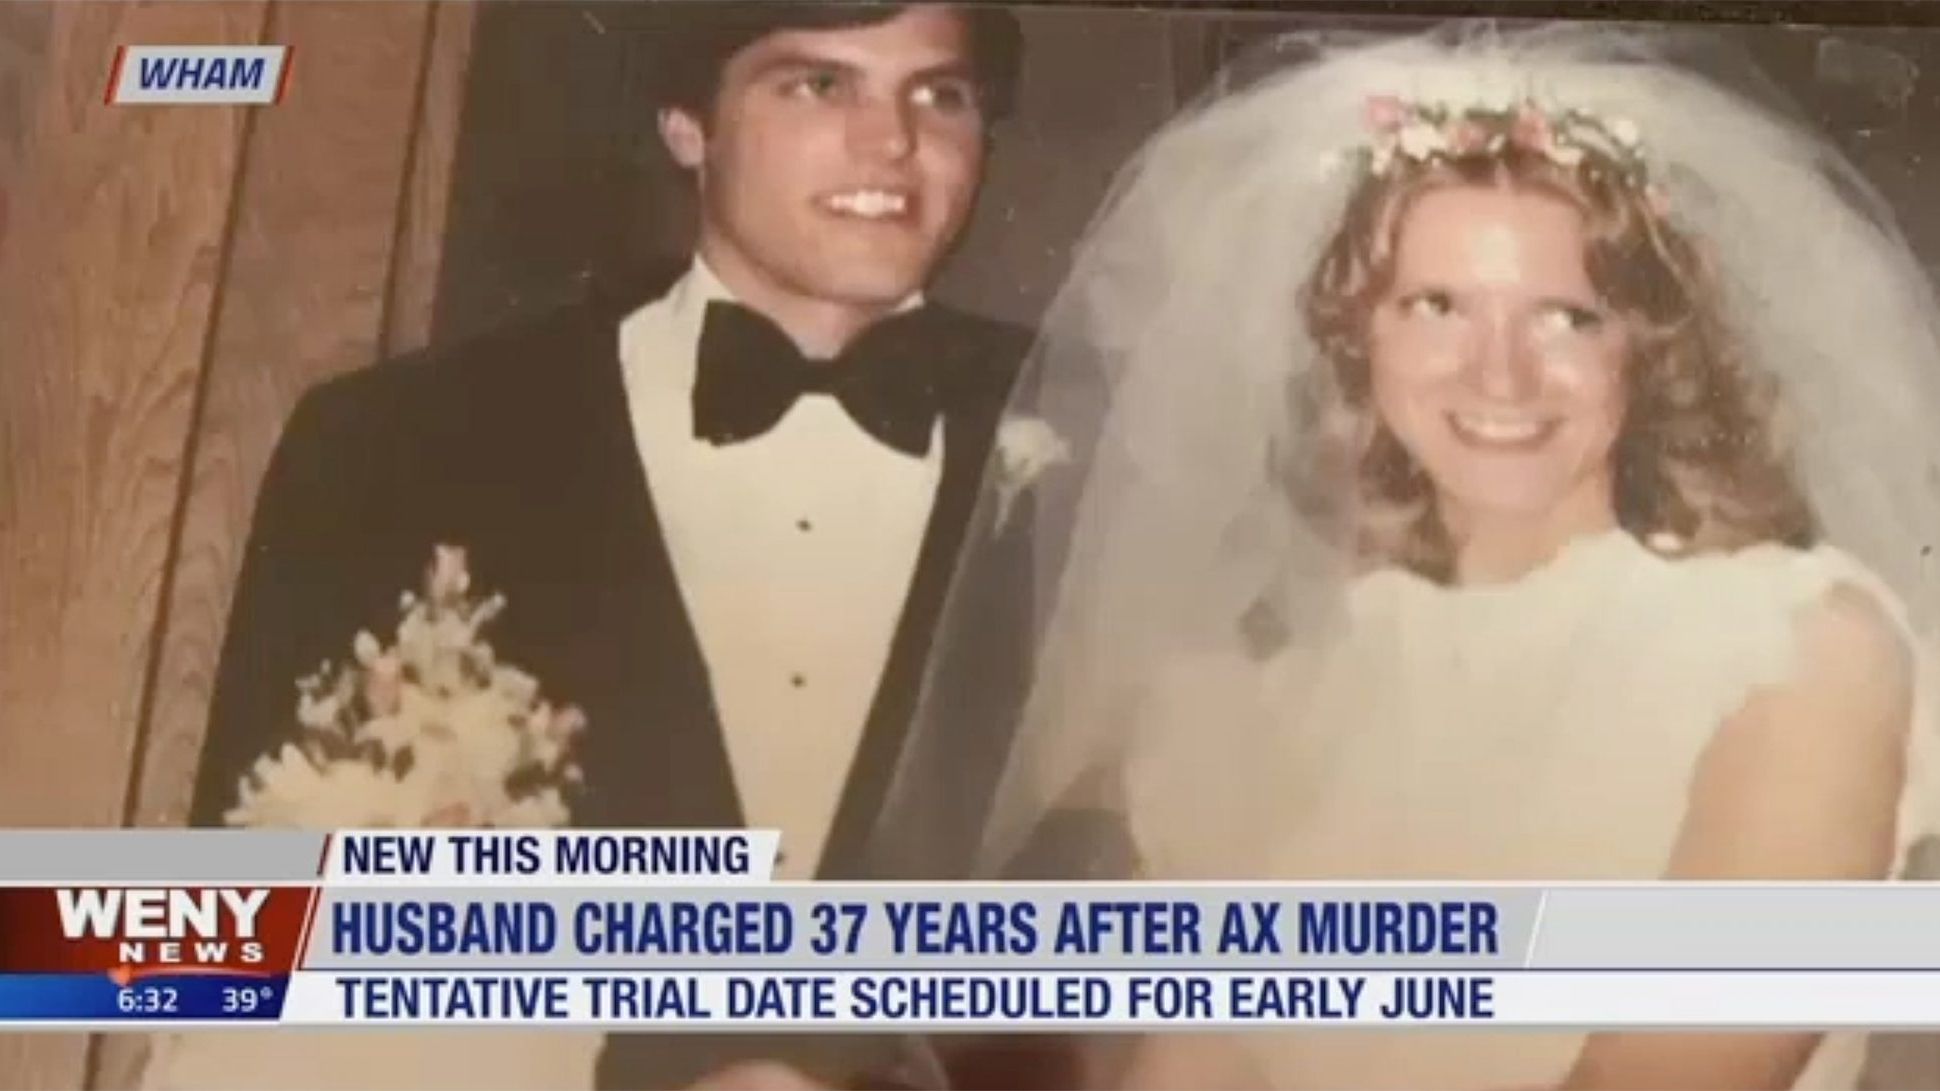 WHAM
NEW THIS MORNING
WENY
NEWS
HUSBAND CHARGED 37 YEARS AFTER AX MURDER
6:32 39°
TENTATIVE TRIAL DATE SCHEDULED FOR EARLY JUNE